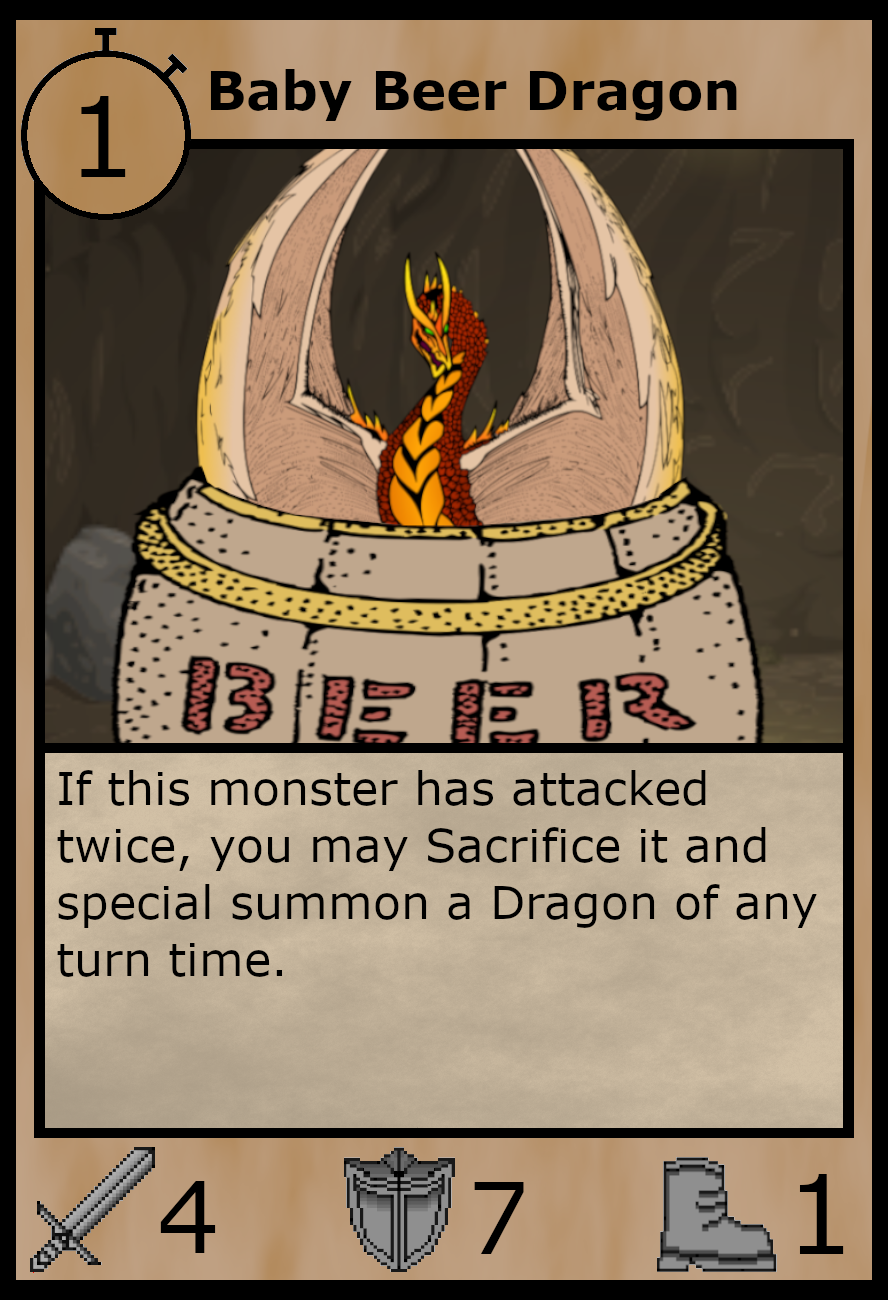 1
Baby Beer Dragon
BEER
If this monster has attacked
twice, you may Sacrifice it and
special summon a Dragon of any
turn time.
4
7
1